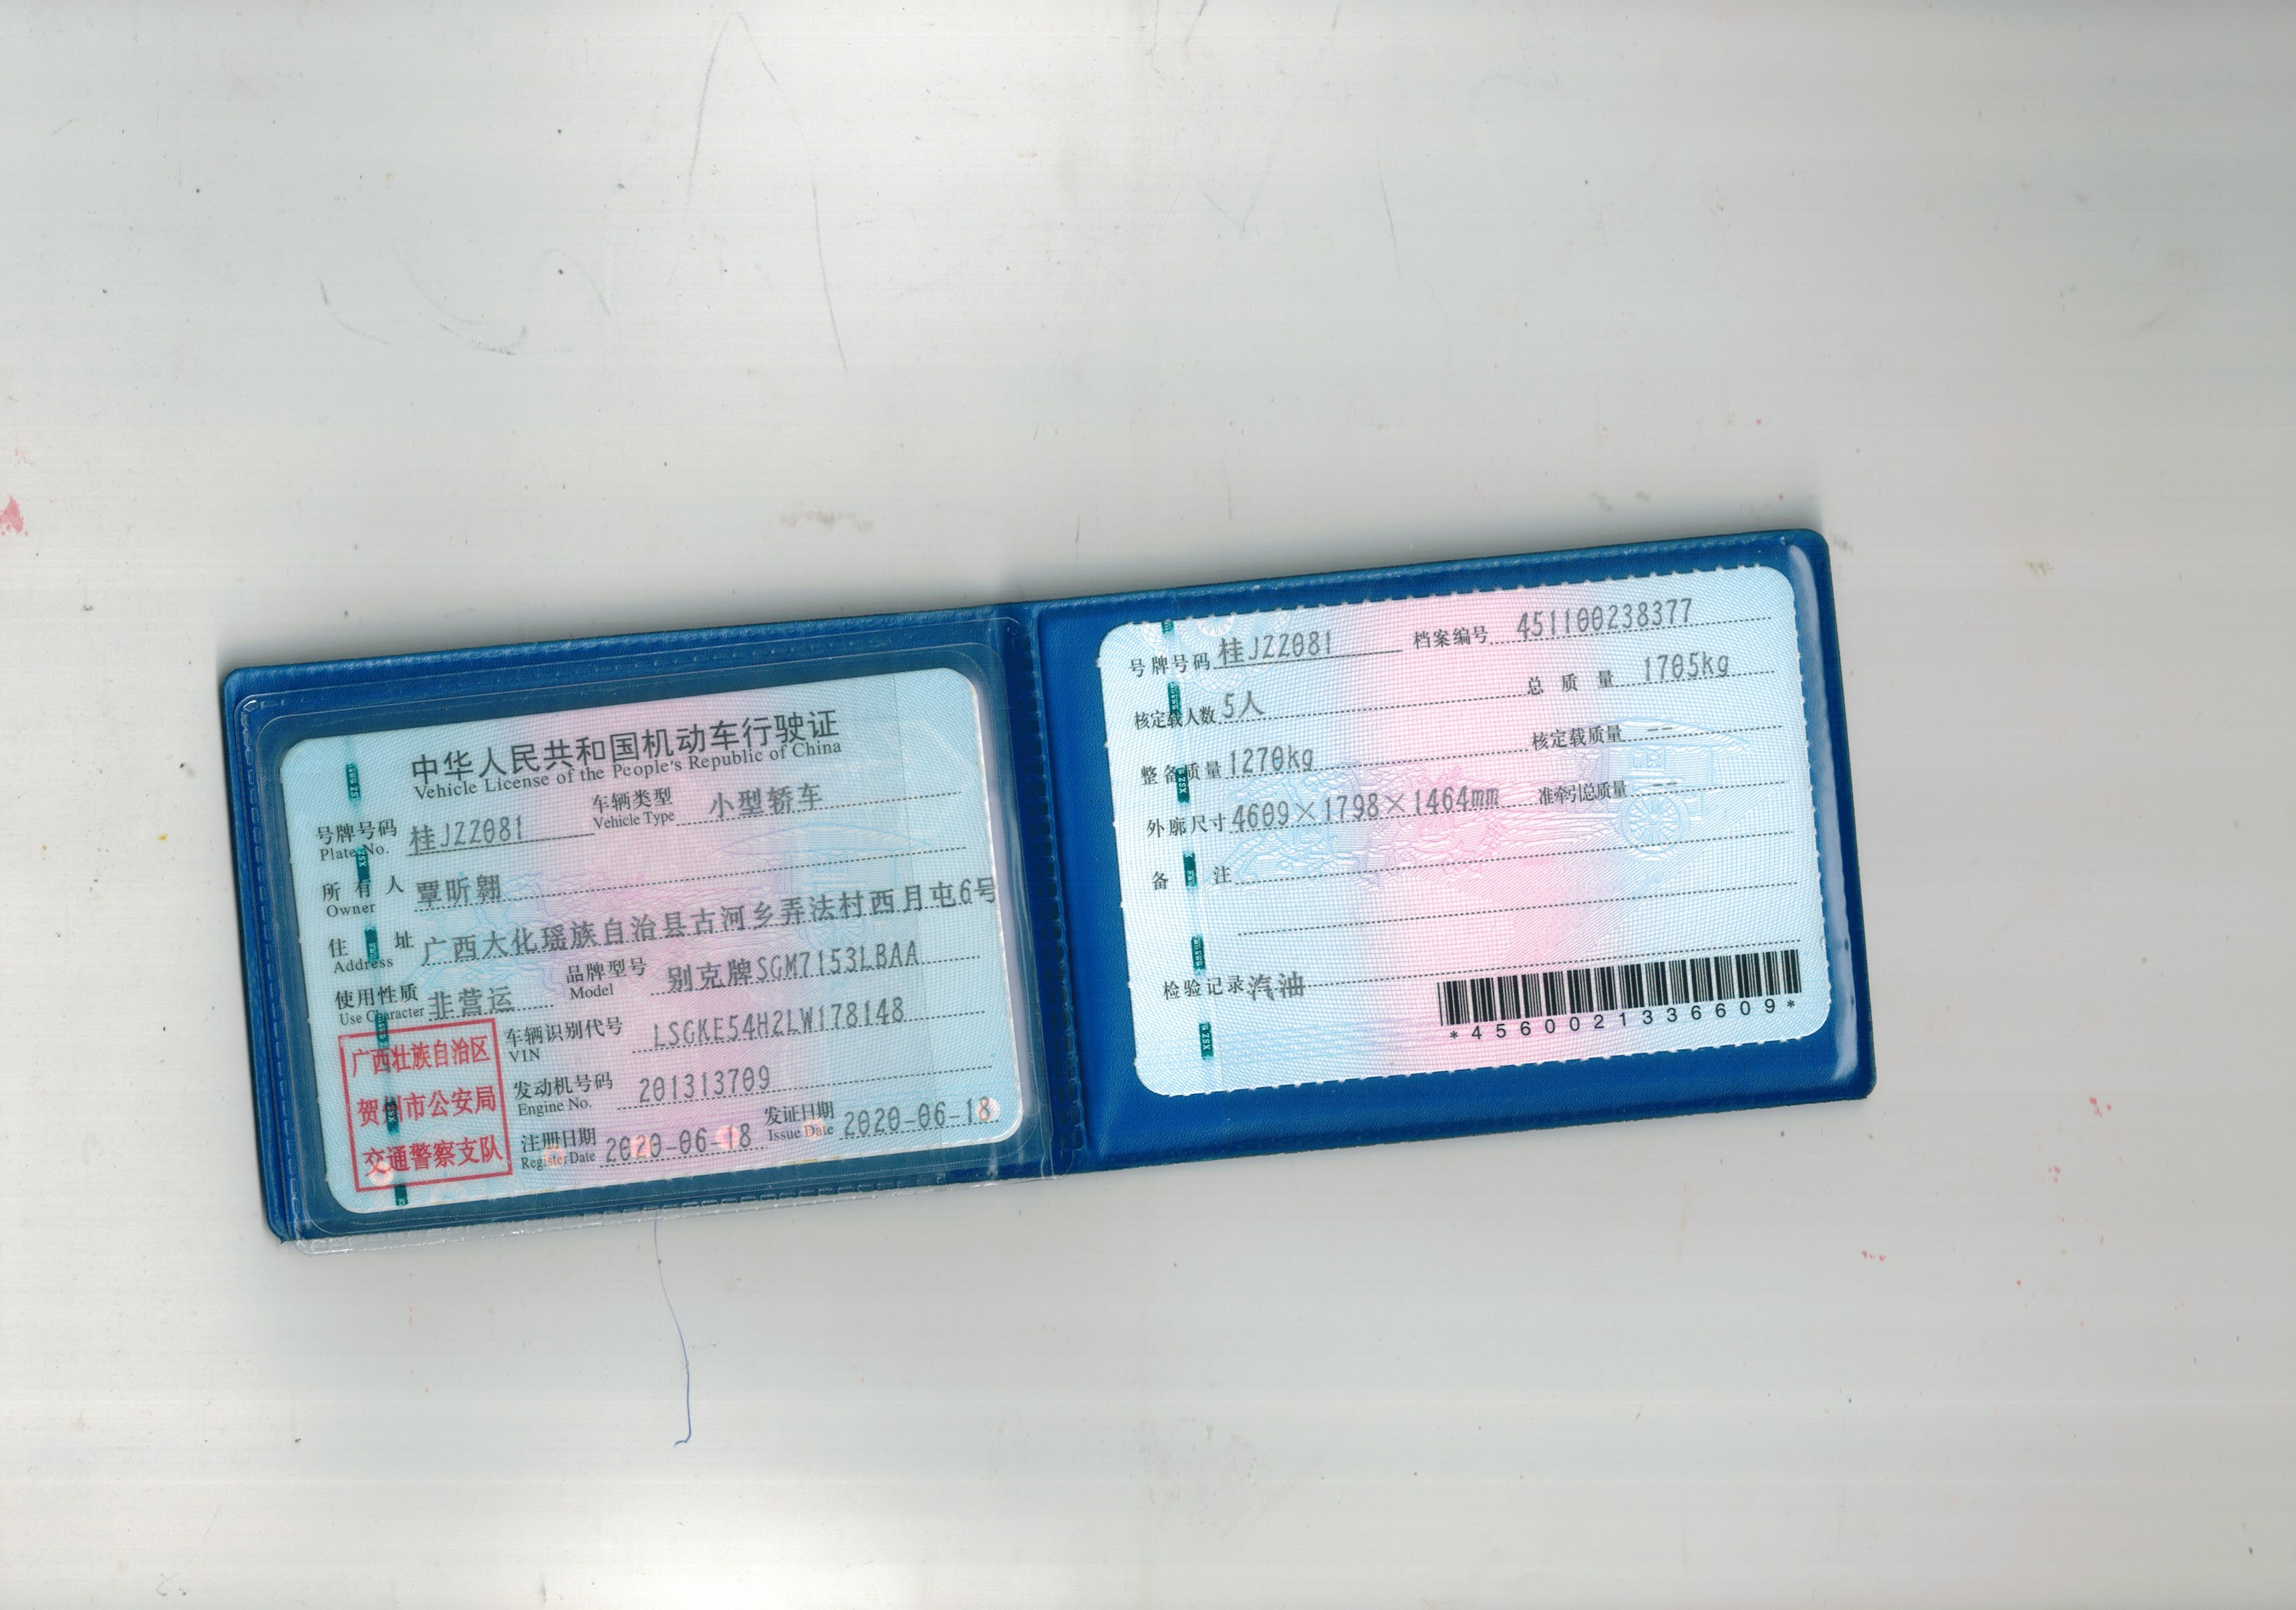 中华人民共和国机动车行驶证
Vehicle License of the People's Republic of China
号牌号码 桂JZZ081 车辆类型 小型轿车
Plate No. Vehicle Type
所有人 覃昕翱
Owner
住址 广西大化瑶族自治县古河乡弄法村西月屯6号
Address
使用性质 非营运 品牌型号 别克牌SGM7153LBAA
Use Character Model
车辆识别代号 LSGKE54H2LW178148
VIN
发动机号码 201313709
Engine No.
注册日期 2020-06-18 发证日期 2020-06-18
Register Date Issue Date
广西壮族自治区
贺州市公安局
交通警察支队
号牌号码 桂JZZ081 档案编号 451100238377
核定载人数 5人 总质量 1705kg
整备质量 1270kg 核定载质量 --
外廓尺寸 4609×1798×1464mm 准牵引总质量 --
备注
检验记录 汽油
*4560021336609*